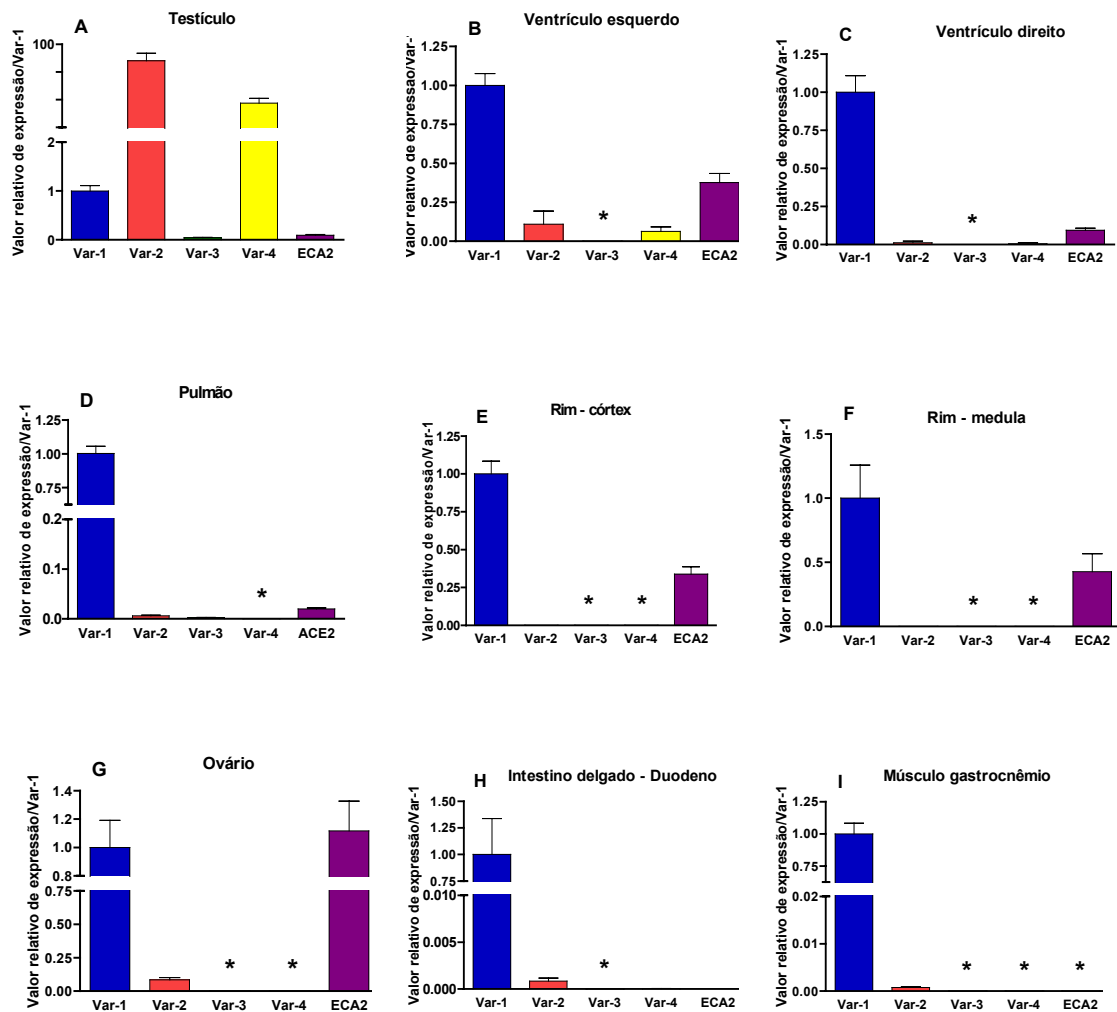 A
Testículo
Valor relativo de expressão/Var-1
100
2
1
0
Var-1 Var-2 Var-3 Var-4 ECA2
B
Ventrículo esquerdo
Valor relativo de expressão/Var-
1.25
1.00
0.75
0.50
0.25
0.00
*
Var-1 Var-2 Var-3 Var-4 ECA2
C
Ventrículo direito
Valor relativo de expressão/Var-1
1.25
1.00
0.75
0.50
0.25
0.00
*
Var-1 Var-2 Var-3 Var-4 ECA2
D
Pulmão
Valor relativo de expressão/Var-1
1.25
1.00
0.75
0.2
0.1
0.0
*
Var-1 Var-2 Var-3 Var-4 ACE2
E
Rim - córtex
Valor relativo de expressão/Var-1
1.25
1.00
0.75
0.50
0.25
0.00
* *
Var-1 Var-2 Var-3 Var-4 ECA2
F
Rim - medula
Valor relativo de expressão/Var-1
1.5
1.0
0.5
0.0
* *
Var-1 Var-2 Var-3 Var-4 ECA2
G
Ovário
Valor relativo de expressão/Var-1
1.4
1.2
1.0
0.8
0.75
0.50
0.25
0.00
* *
Var-1 Var-2 Var-3 Var-4 ECA2
H
Intestino delgado - Duodeno
Valor relativo de expressão/Var-1
1.50
1.25
1.00
0.75
0.010
0.005
0.000
*
Var-1 Var-2 Var-3 Var-4 ECA2
I
Músculo gastrocnêmio
Valor relativo de expressão/Var-1
1.25
1.00
0.75
0.02
0.01
0.00
* * *
Var-1 Var-2 Var-3 Var-4 ECA2